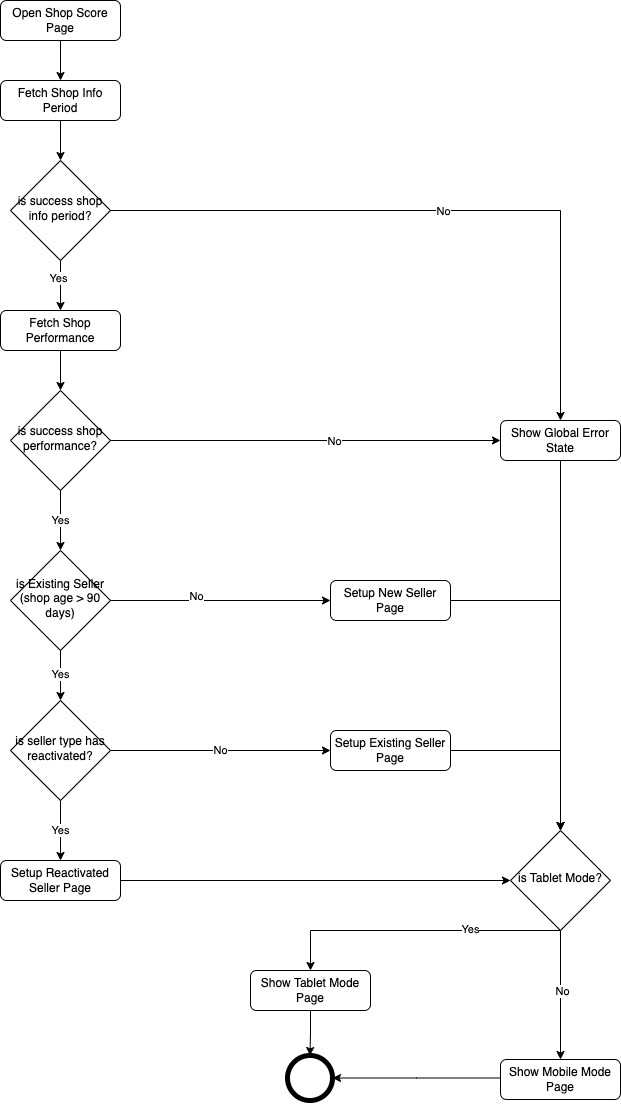 Open Shop Score
Page
Fetch Shop Info
Period
is success shop
info period?
No
Yes
Fetch Shop
Performance
is success shop
performance?
No
Show Global Error
State
Yes
is Existing Seller
(shop age > 90
days)
No
Setup New Seller
Page
Yes
is seller type has
reactivated?
No
Setup Existing Seller
Page
Yes
Setup Reactivated
Seller Page
is Tablet Mode?
Yes
Show Tablet Mode
Page
No
Show Mobile Mode
Page